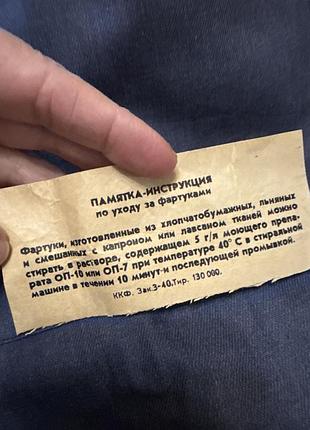 ПАМЯТКА-ИНСТРУКЦИЯ
по уходу за фартуками
Фартуки, изготовленные из хлопчатобумажных, льняных
и смешанных с капроном или лавсаном тканей можно
стирать в растворе, содержащем 5 г/л моющего препа-
рата ОП-10 или ОП-7 при температуре 40° С в стиральной
машине в течении 10 минут и последующей промывкой.
ККФ. Зак.3-40.Тир. 130 000.